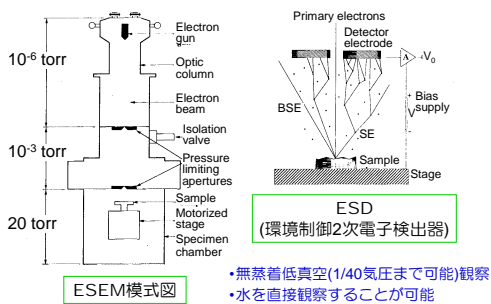 10-6 torr
10-3 torr
20 torr
Electron
gun
Optic
column
Electron
beam
Isolation
valve
Pressure
limiting
apertures
Sample
Motorized
stage
Specimen
chamber
ESEM模式図
Primary electrons
Detector
electrode
A
V0
Bias
supply
V
BSE
SE
Sample
Stage
ESD
(環境制御2次電子検出器)
•無蒸着低真空(1/40気圧まで可能)観察
•水を直接観察することが可能